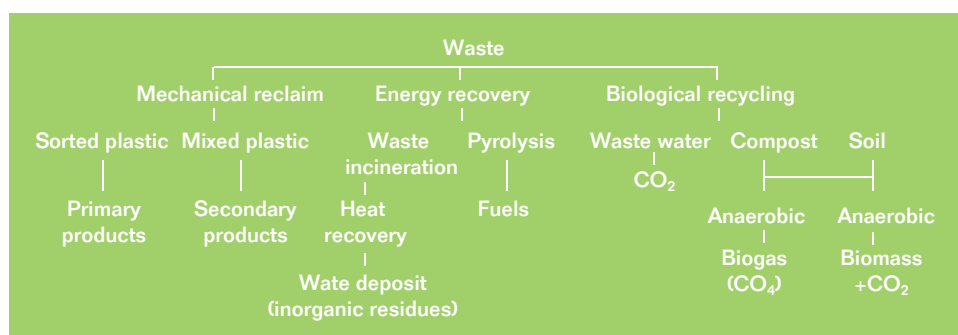 Waste
Mechanical reclaim Energy recovery Biological recycling
Sorted plastic Mixed plastic Waste Pyrolysis Waste water Compost Soil
incineration
CO₂
Primary Secondary Heat Fuels Anaerobic Anaerobic
products products recovery
Biogas Biomass
Wate deposit (CO₄) +CO₂
(inorganic residues)